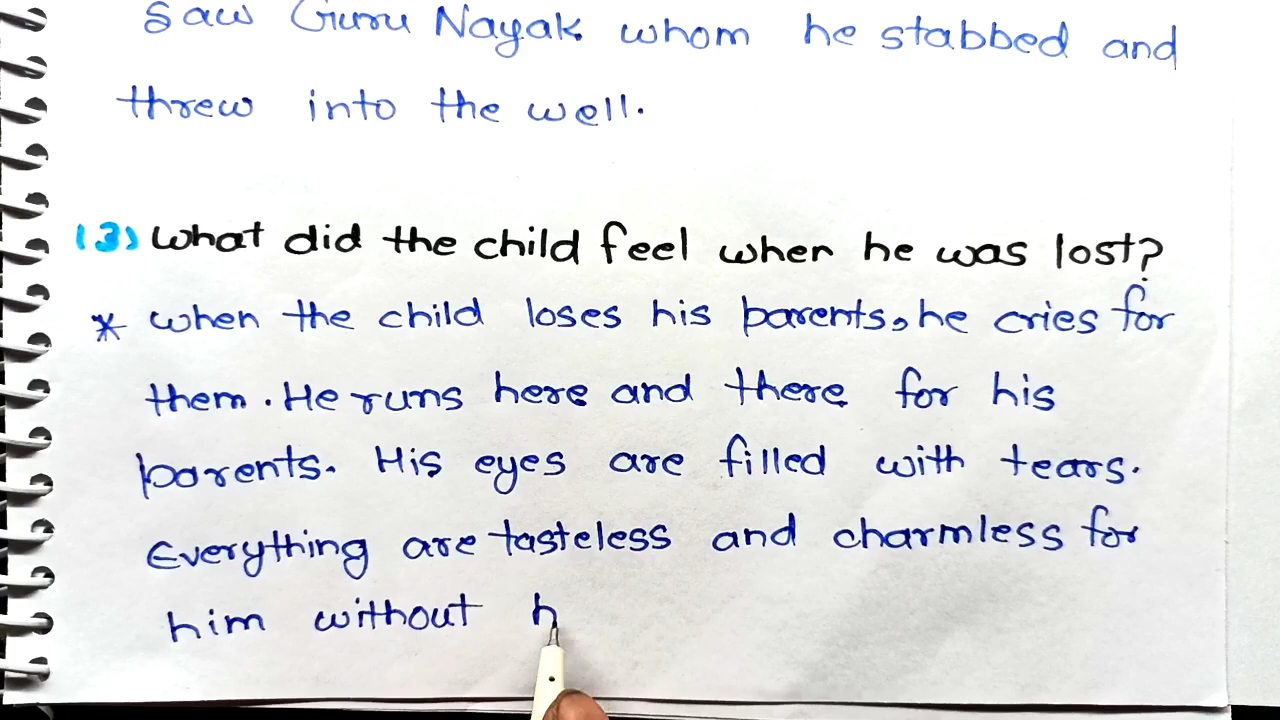 saw Guru Nayak whom he stabbed and
threw into the well.
(3) What did the child feel when he was lost?
* when the child loses his parents, he cries for
them. He runs here and there for his
parents. His eyes are filled with tears.
Everything are tasteless and charmless for
him without h